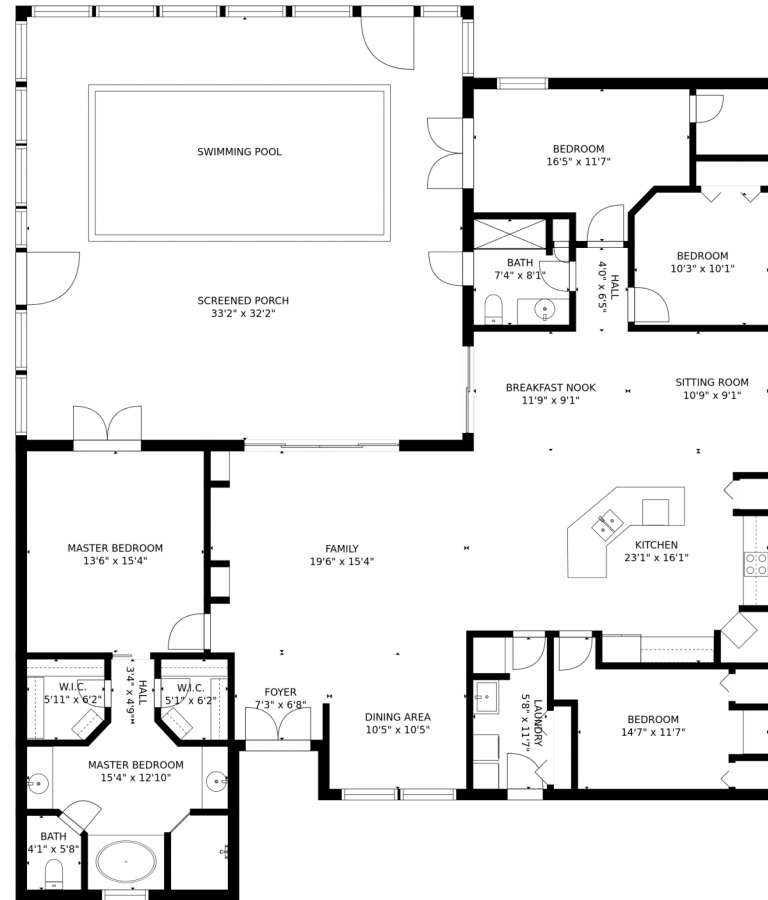 SWIMMING POOL
BEDROOM
16'5" x 11'7"
BEDROOM
10'3" x 10'1"
BATH
7'4" x 8'1"
HALL
4'0" x 6'5"
SCREENED PORCH
33'2" x 32'2"
BREAKFAST NOOK
11'9" x 9'1"
SITTING ROOM
10'9" x 9'1"
MASTER BEDROOM
13'6" x 15'4"
FAMILY
19'6" x 15'4"
KITCHEN
23'1" x 16'1"
W.I.C.
5'11" x 6'2"
HALL
3'4" x 4'9"
W.I.C.
5'1" x 6'2"
FOYER
7'3" x 6'8"
DINING AREA
10'5" x 10'5"
LAUNDRY
5'8" x 11'7"
BEDROOM
14'7" x 11'7"
MASTER BEDROOM
15'4" x 12'10"
BATH
4'1" x 5'8"